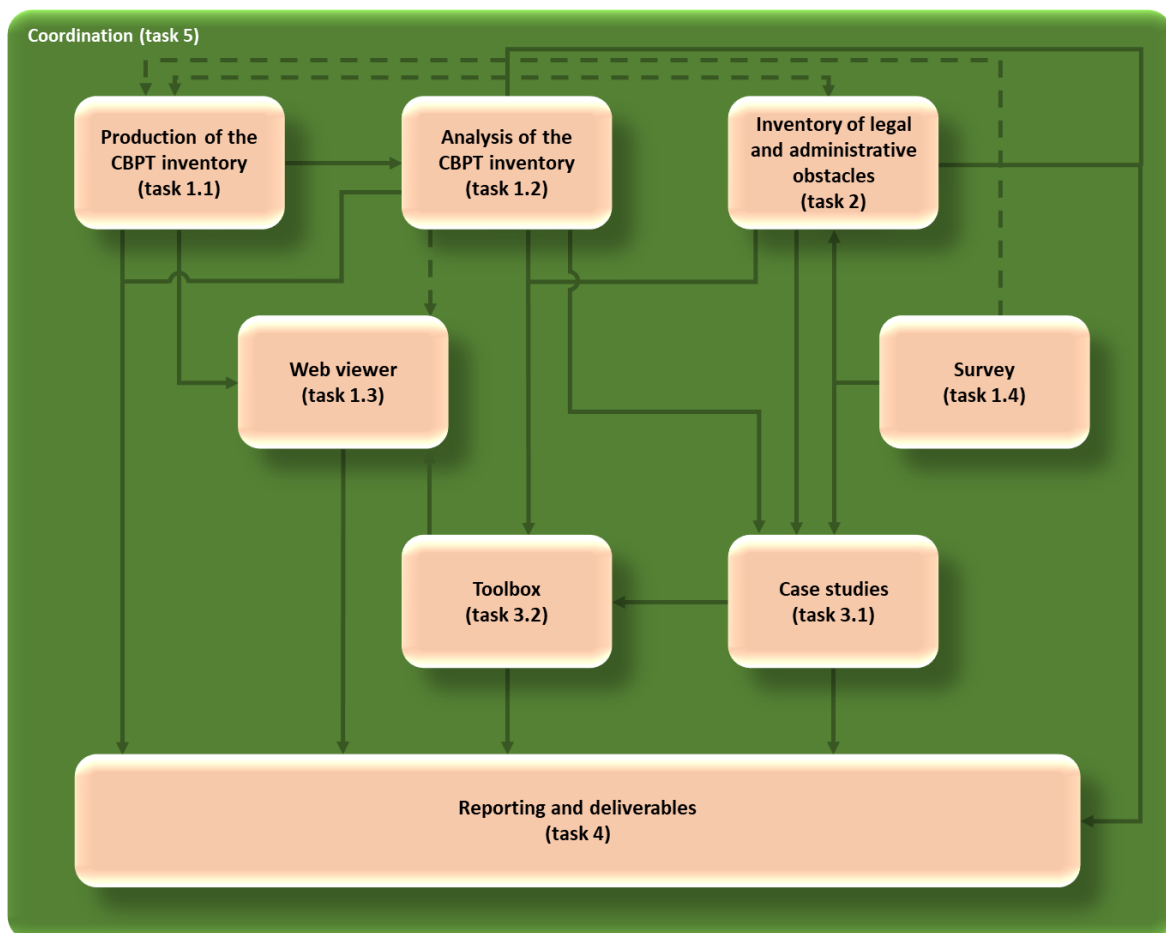 Coordination (task 5)
Production of the
CBPT inventory
(task 1.1)
Analysis of the
CBPT inventory
(task 1.2)
Inventory of legal
and administrative
obstacles
(task 2)
Web viewer
(task 1.3)
Survey
(task 1.4)
Toolbox
(task 3.2)
Case studies
(task 3.1)
Reporting and deliverables
(task 4)